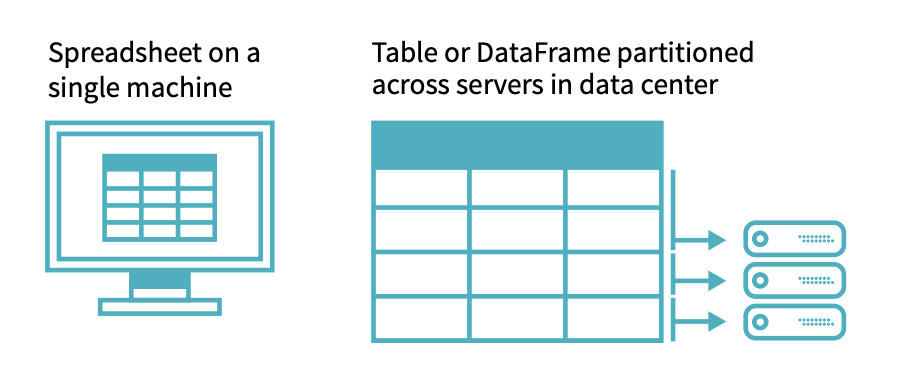 Spreadsheet on a
single machine
Table or DataFrame partitioned
across servers in data center